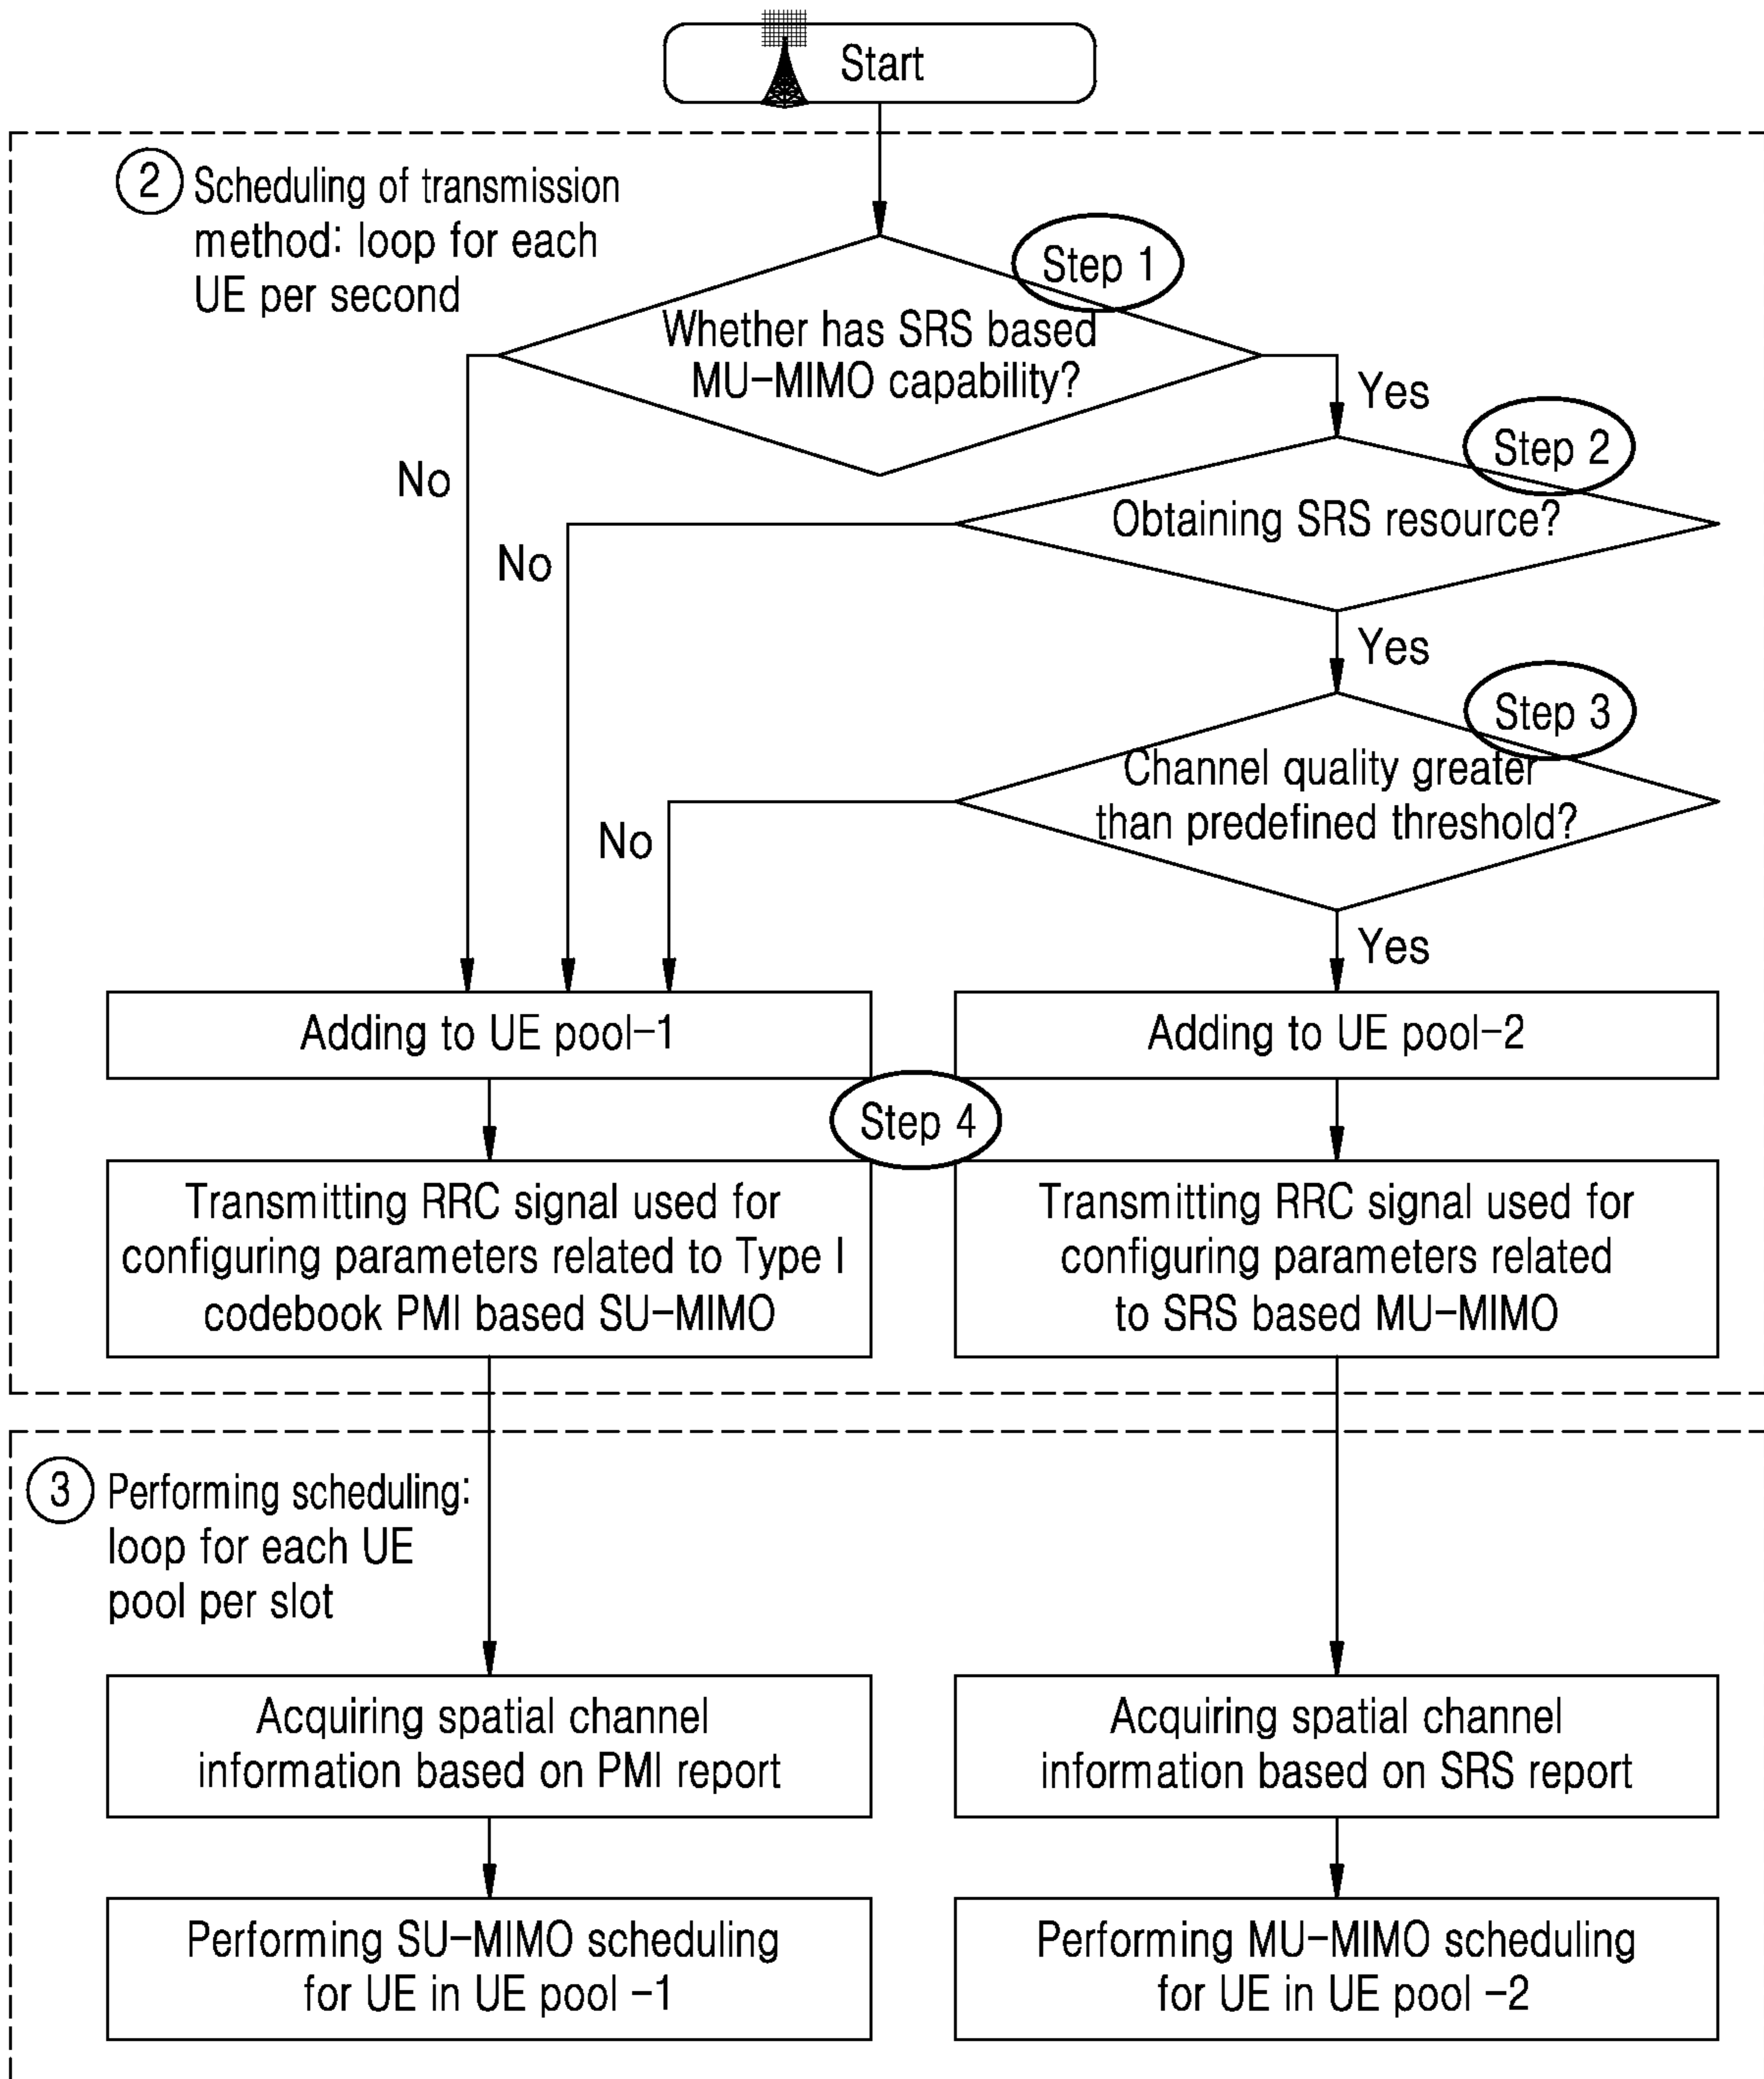 Start
2
Scheduling of transmission
method: loop for each
UE per second
Step 1
Whether has SRS based
MU-MIMO capability?
Yes
No
Step 2
Obtaining SRS resource?
No
Yes
Step 3
Channel quality greater
than predefined threshold?
No
Yes
Adding to UE pool-1
Adding to UE pool-2
Step 4
Transmitting RRC signal used for
configuring parameters related to Type I
codebook PMI based SU-MIMO
Transmitting RRC signal used for
configuring parameters related
to SRS based MU-MIMO
3
Performing scheduling:
loop for each UE
pool per slot
Acquiring spatial channel
information based on PMI report
Acquiring spatial channel
information based on SRS report
Performing SU-MIMO scheduling
for UE in UE pool -1
Performing MU-MIMO scheduling
for UE in UE pool -2